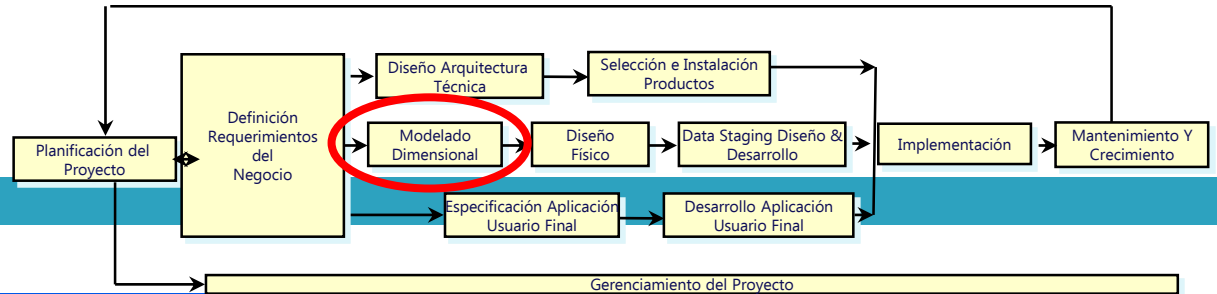 Planificación del
Proyecto
Definición
Requerimientos
del
Negocio
Diseño Arquitectura
Técnica
Selección e Instalación
Productos
Modelado
Dimensional
Diseño
Físico
Data Staging Diseño &
Desarrollo
Implementación
Mantenimiento Y
Crecimiento
Especificación Aplicación
Usuario Final
Desarrollo Aplicación
Usuario Final
Gerenciamiento del Proyecto